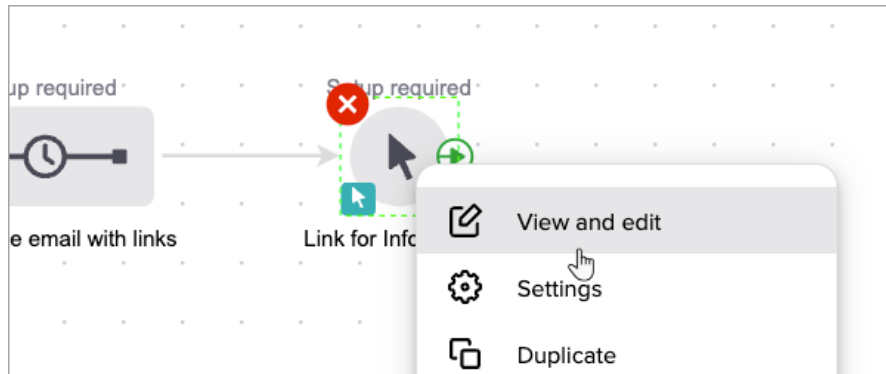 up required
Setup required
e email with links
Link for Info
View and edit
Settings
Duplicate